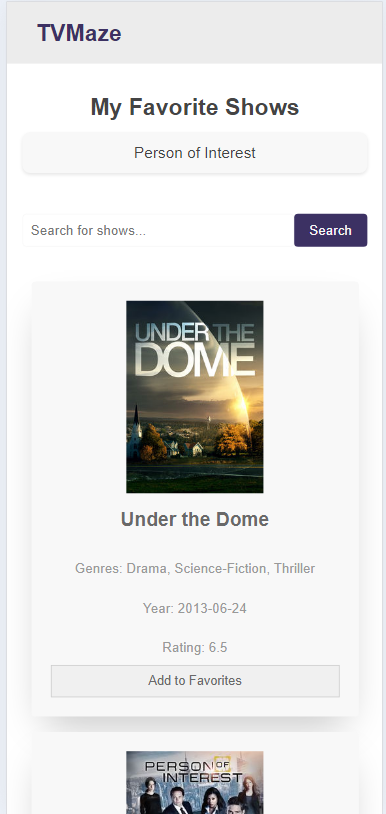 TVMaze
My Favorite Shows
Person of Interest
Search for shows...
Search
UNDER THE
DOME
Under the Dome
Genres: Drama, Science-Fiction, Thriller
Year: 2013-06-24
Rating: 6.5
Add to Favorites
PERSON OF
INTEREST